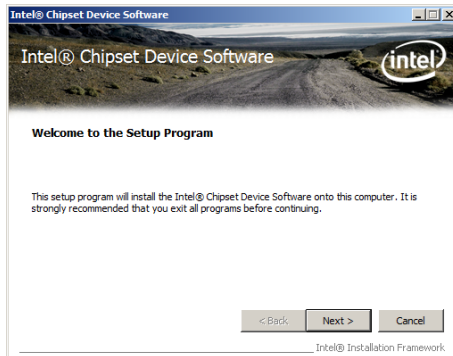 Intel® Chipset Device Software
Intel® Chipset Device Software
intel
Welcome to the Setup Program
This setup program will install the Intel® Chipset Device Software onto this computer. It is
strongly recommended that you exit all programs before continuing.
< Back
Next >
Cancel
Intel® Installation Framework